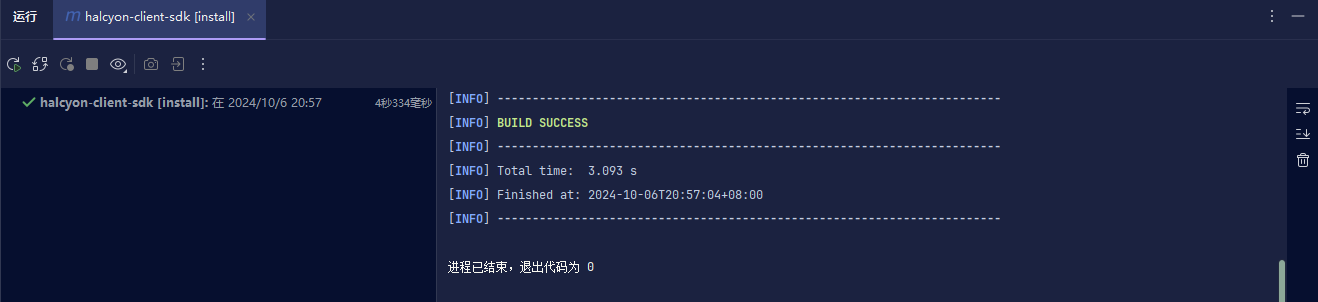 运行 m halcyon-client-sdk [install] ×
halcyon-client-sdk [install]: 在 2024/10/6 20:57 4秒334毫秒
[INFO] ------------------------------------------------------------------------
[INFO] BUILD SUCCESS
[INFO] ------------------------------------------------------------------------
[INFO] Total time:  3.093 s
[INFO] Finished at: 2024-10-06T20:57:04+08:00
[INFO] ------------------------------------------------------------------------
进程已结束，退出代码为 0